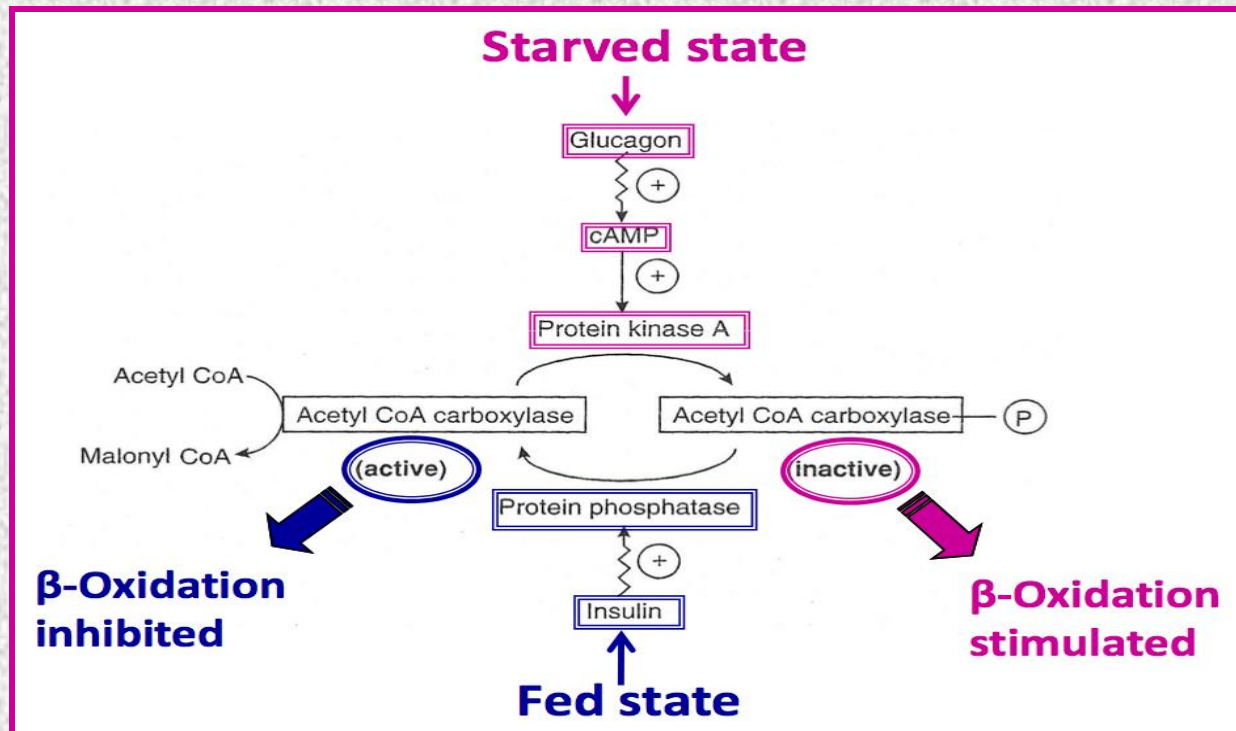 Starved state
Glucagon
+
cAMP
+
Protein kinase A
Acetyl CoA
Acetyl CoA carboxylase
Acetyl CoA carboxylase
P
Malonyl CoA
(active)
(inactive)
Protein phosphatase
+
Insulin
β-Oxidation
inhibited
β-Oxidation
stimulated
Fed state